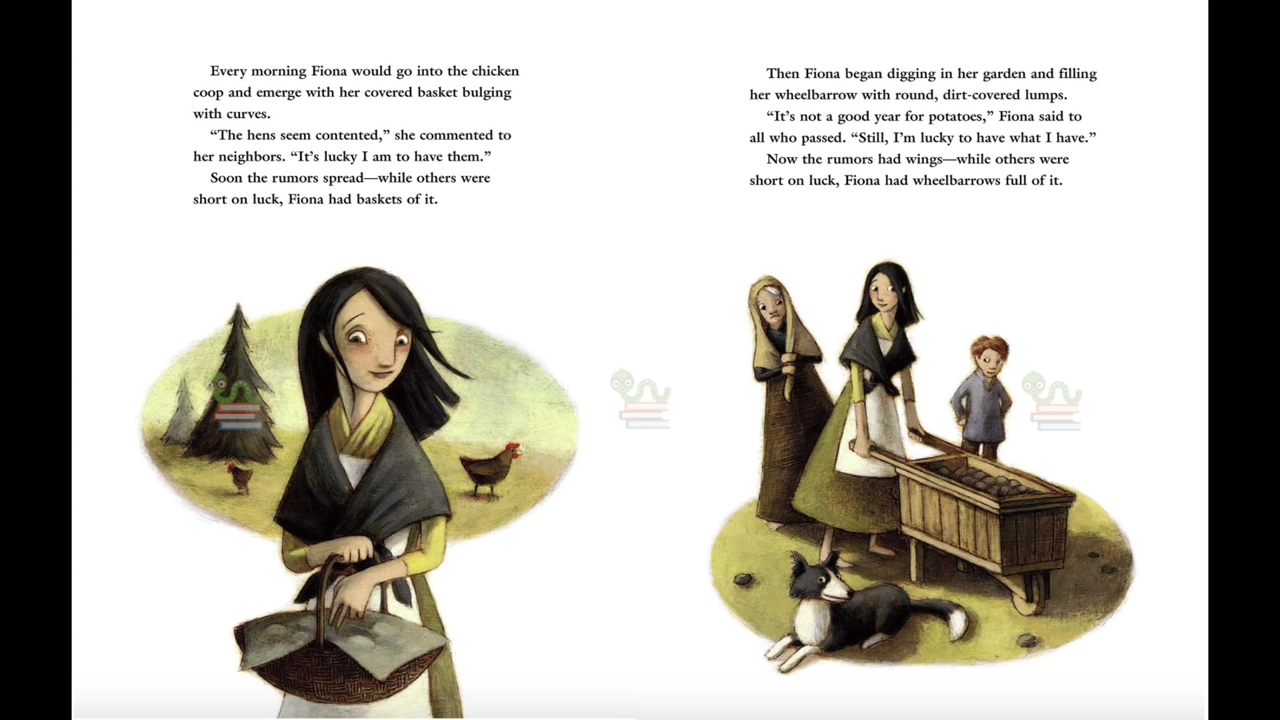 Every morning Fiona would go into the chicken
coop and emerge with her covered basket bulging
with curves.
“The hens seem contented,” she commented to
her neighbors. “It’s lucky I am to have them.”
Soon the rumors spread—while others were
short on luck, Fiona had baskets of it.
Then Fiona began digging in her garden and filling
her wheelbarrow with round, dirt-covered lumps.
“It’s not a good year for potatoes,” Fiona said to
all who passed. “Still, I’m lucky to have what I have.”
Now the rumors had wings—while others were
short on luck, Fiona had wheelbarrows full of it.